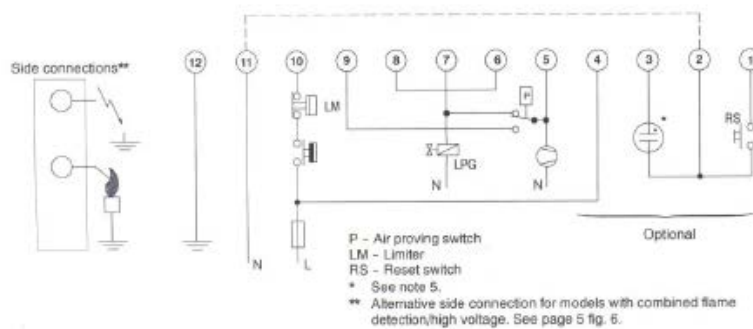 Side connections**
12 11 10 9 8 7 6 5 4 3 2 1
LM
P
*
RS
LPG
N
N
N
L
Optional
P – Air proving switch
LM – Limiter
RS – Reset switch
* See note 5.
** Alternative side connection for models with combined flame
detection/high voltage. See page 5 fig. 6.